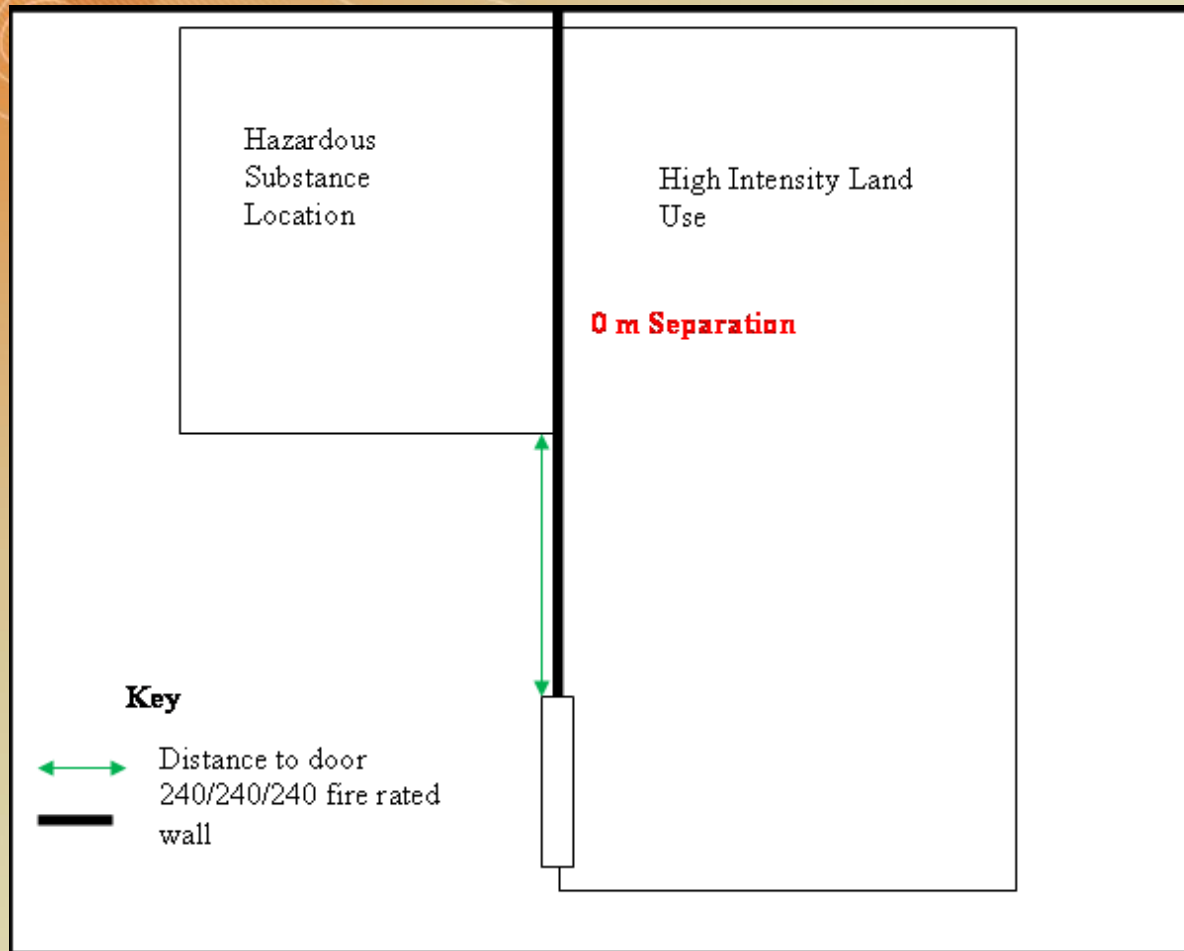 Hazardous
Substance
Location
High Intensity Land
Use
0 m Separation
Key
Distance to door
240/240/240 fire rated
wall